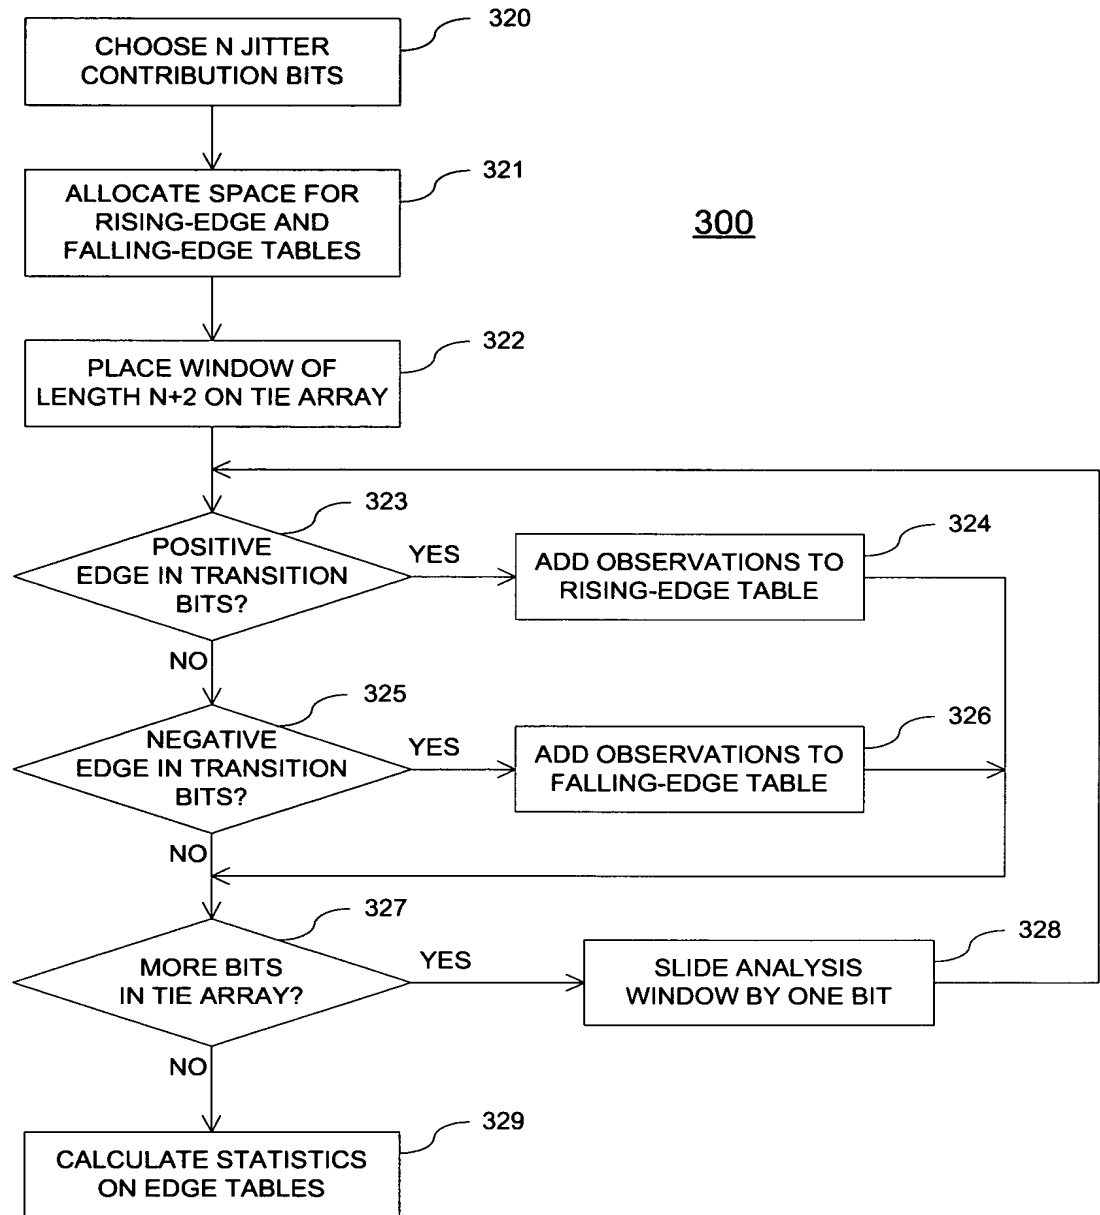 320
CHOOSE N JITTER
CONTRIBUTION BITS
321
ALLOCATE SPACE FOR
RISING-EDGE AND
FALLING-EDGE TABLES
300
322
PLACE WINDOW OF
LENGTH N+2 ON TIE ARRAY
323
POSITIVE
EDGE IN TRANSITION
BITS?
YES
324
ADD OBSERVATIONS TO
RISING-EDGE TABLE
NO
325
NEGATIVE
EDGE IN TRANSITION
BITS?
YES
326
ADD OBSERVATIONS TO
FALLING-EDGE TABLE
NO
327
MORE BITS
IN TIE ARRAY?
YES
328
SLIDE ANALYSIS
WINDOW BY ONE BIT
NO
329
CALCULATE STATISTICS
ON EDGE TABLES